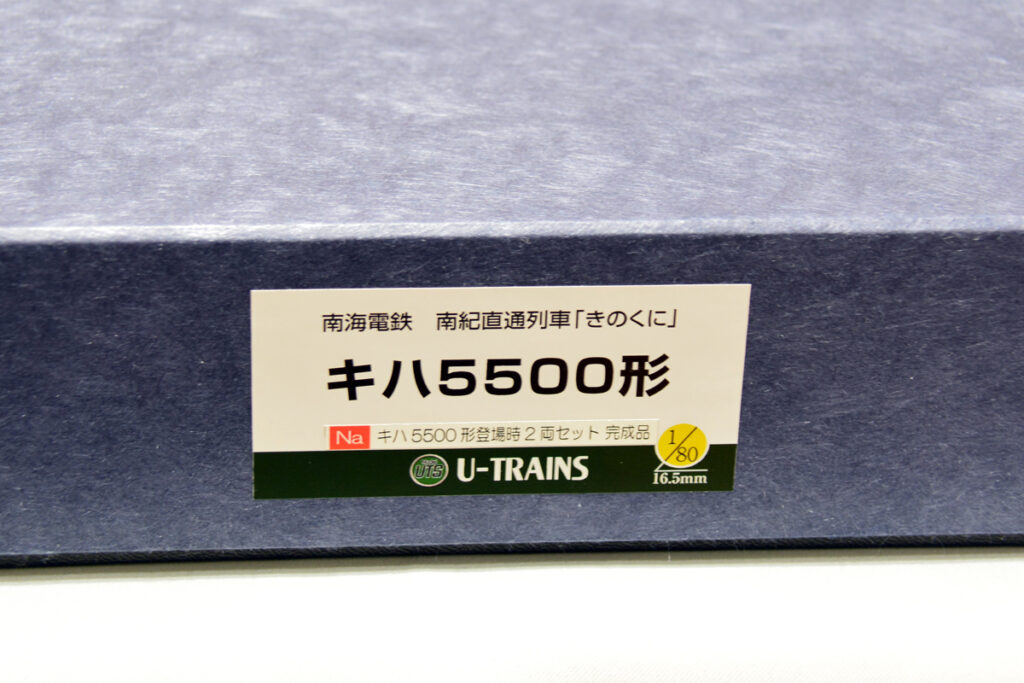 南海電鉄　南紀直通列車「きのくに」
キハ5500形
Na キハ5500形登場時2両セット 完成品
1/80
UTS U-TRAINS
16.5mm